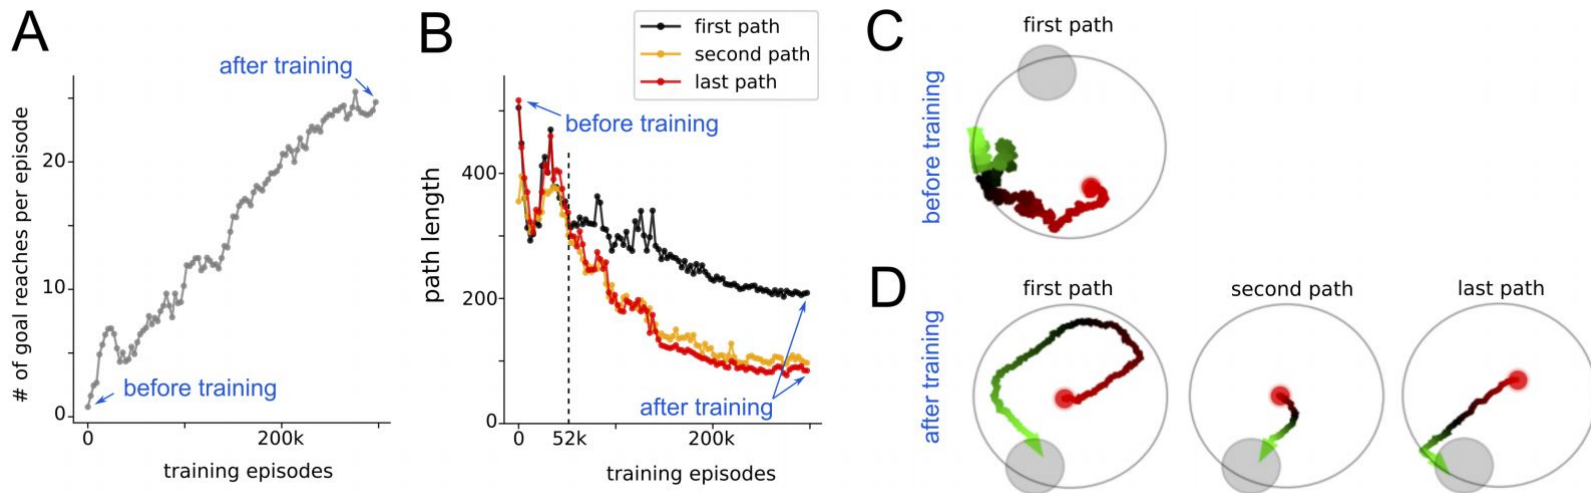 A
after training
# of goal reaches per episode
20
10
0
before training
0
200k
training episodes
B
first path
second path
last path
before training
path length
400
200
0
after training
0
52k
200k
training episodes
C
first path
before training
D
first path
second path
last path
after training